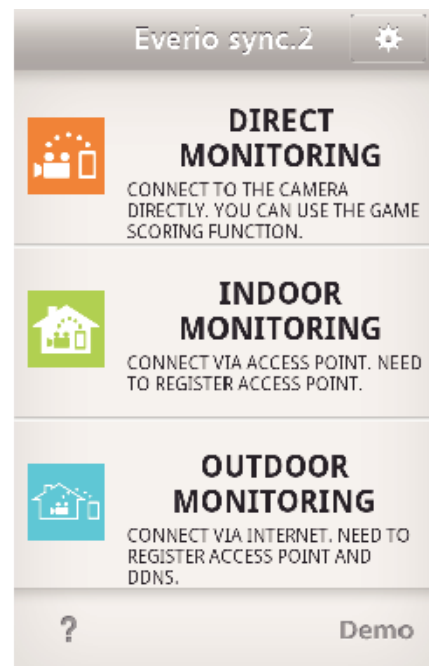 Everio sync.2
DIRECT
MONITORING
CONNECT TO THE CAMERA
DIRECTLY. YOU CAN USE THE GAME
SCORING FUNCTION.
INDOOR
MONITORING
CONNECT VIA ACCESS POINT. NEED
TO REGISTER ACCESS POINT.
OUTDOOR
MONITORING
CONNECT VIA INTERNET. NEED TO
REGISTER ACCESS POINT AND
DDNS.
? Demo